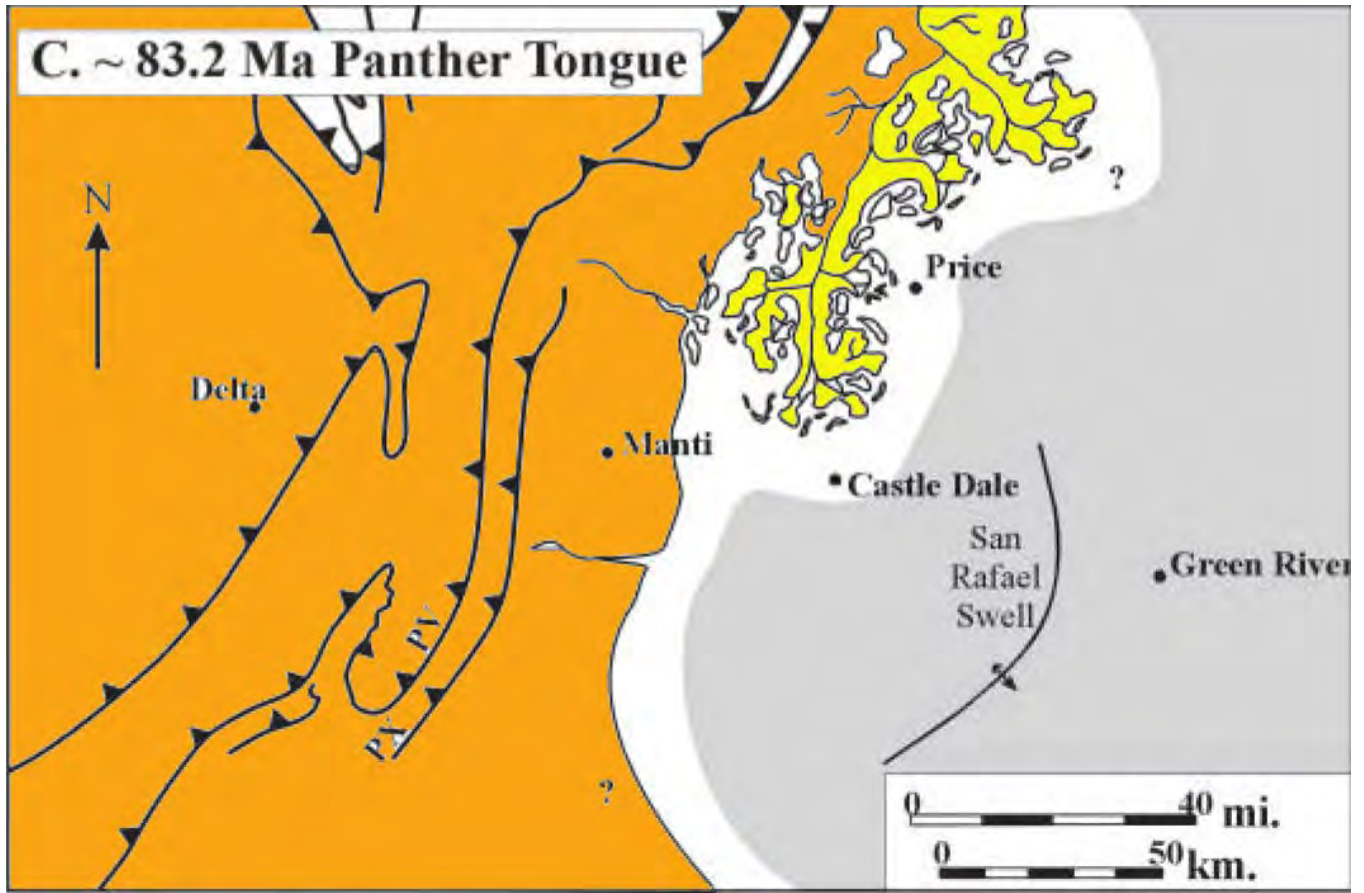 C. ~ 83.2 Ma Panther Tongue
N
?
Price
Delta
Manti
Castle Dale
San
Rafael
Swell
Green River
PV
PX
?
0 40 mi.
0 50 km.